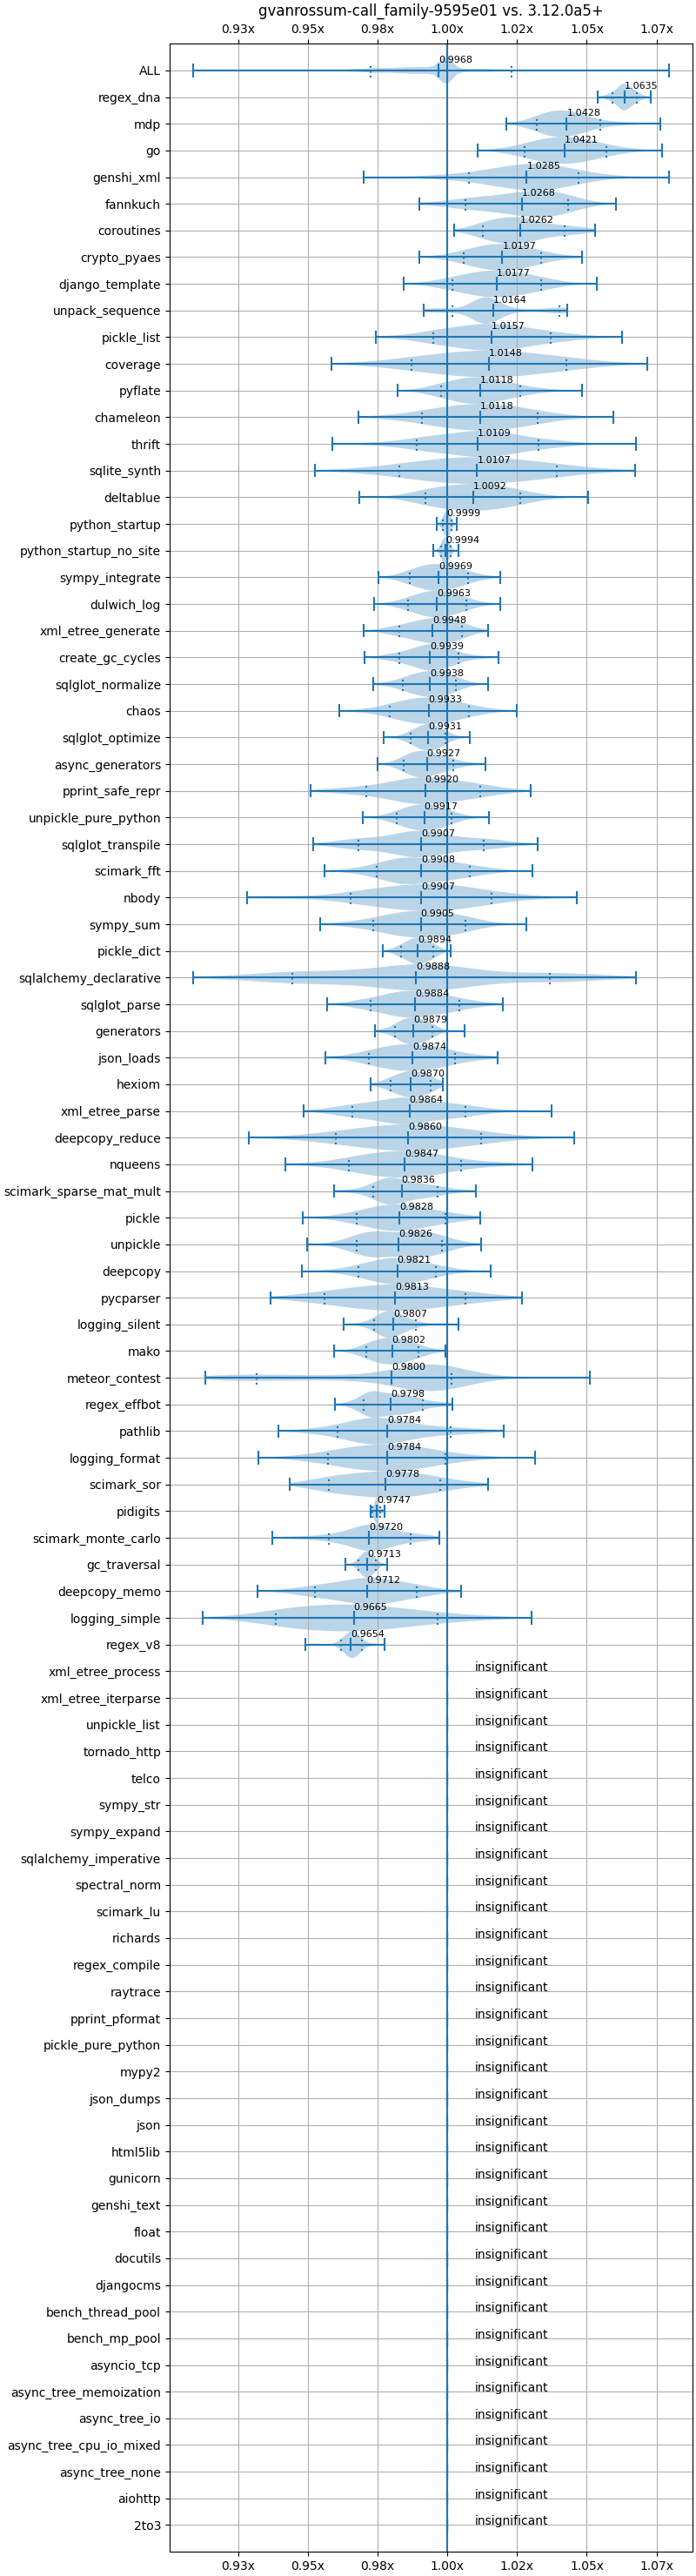 gvanrossum-call_family-9595e01 vs. 3.12.0a5+
0.93x 0.95x 0.98x 1.00x 1.02x 1.05x 1.07x
ALL 0.9968
regex_dna 1.0635
mdp 1.0428
go 1.0421
genshi_xml 1.0285
fannkuch 1.0268
coroutines 1.0262
crypto_pyaes 1.0197
django_template 1.0177
unpack_sequence 1.0164
pickle_list 1.0157
coverage 1.0148
pyflate 1.0118
chameleon 1.0118
thrift 1.0109
sqlite_synth 1.0107
deltablue 1.0092
python_startup 0.9999
python_startup_no_site 0.9994
sympy_integrate 0.9969
dulwich_log 0.9963
xml_etree_generate 0.9948
create_gc_cycles 0.9939
sqlglot_normalize 0.9938
chaos 0.9933
sqlglot_optimize 0.9931
async_generators 0.9927
pprint_safe_repr 0.9920
unpickle_pure_python 0.9917
sqlglot_transpile 0.9907
scimark_fft 0.9908
nbody 0.9907
sympy_sum 0.9905
pickle_dict 0.9894
sqlalchemy_declarative 0.9888
sqlglot_parse 0.9884
generators 0.9879
json_loads 0.9874
hexiom 0.9870
xml_etree_parse 0.9864
deepcopy_reduce 0.9860
nqueens 0.9847
scimark_sparse_mat_mult 0.9836
pickle 0.9828
unpickle 0.9826
deepcopy 0.9821
pycparser 0.9813
logging_silent 0.9807
mako 0.9802
meteor_contest 0.9800
regex_effbot 0.9798
pathlib 0.9784
logging_format 0.9784
scimark_sor 0.9778
pidigits 0.9747
scimark_monte_carlo 0.9720
gc_traversal 0.9713
deepcopy_memo 0.9712
logging_simple 0.9665
regex_v8 0.9654
xml_etree_process insignificant
xml_etree_iterparse insignificant
unpickle_list insignificant
tornado_http insignificant
telco insignificant
sympy_str insignificant
sympy_expand insignificant
sqlalchemy_imperative insignificant
spectral_norm insignificant
scimark_lu insignificant
richards insignificant
regex_compile insignificant
raytrace insignificant
pprint_pformat insignificant
pickle_pure_python insignificant
mypy2 insignificant
json_dumps insignificant
json insignificant
html5lib insignificant
gunicorn insignificant
genshi_text insignificant
float insignificant
docutils insignificant
djangocms insignificant
bench_thread_pool insignificant
bench_mp_pool insignificant
asyncio_tcp insignificant
async_tree_memoization insignificant
async_tree_io insignificant
async_tree_cpu_io_mixed insignificant
async_tree_none insignificant
aiohttp insignificant
2to3 insignificant
0.93x 0.95x 0.98x 1.00x 1.02x 1.05x 1.07x